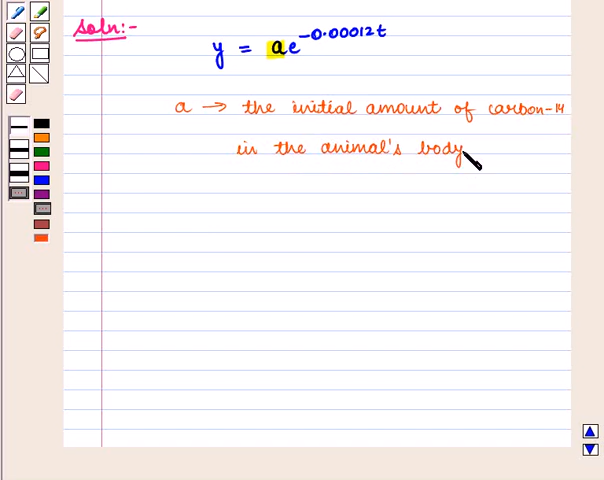 Soln:-
y = ae^-0.00012t
a → the initial amount of carbon-14
in the animal's body